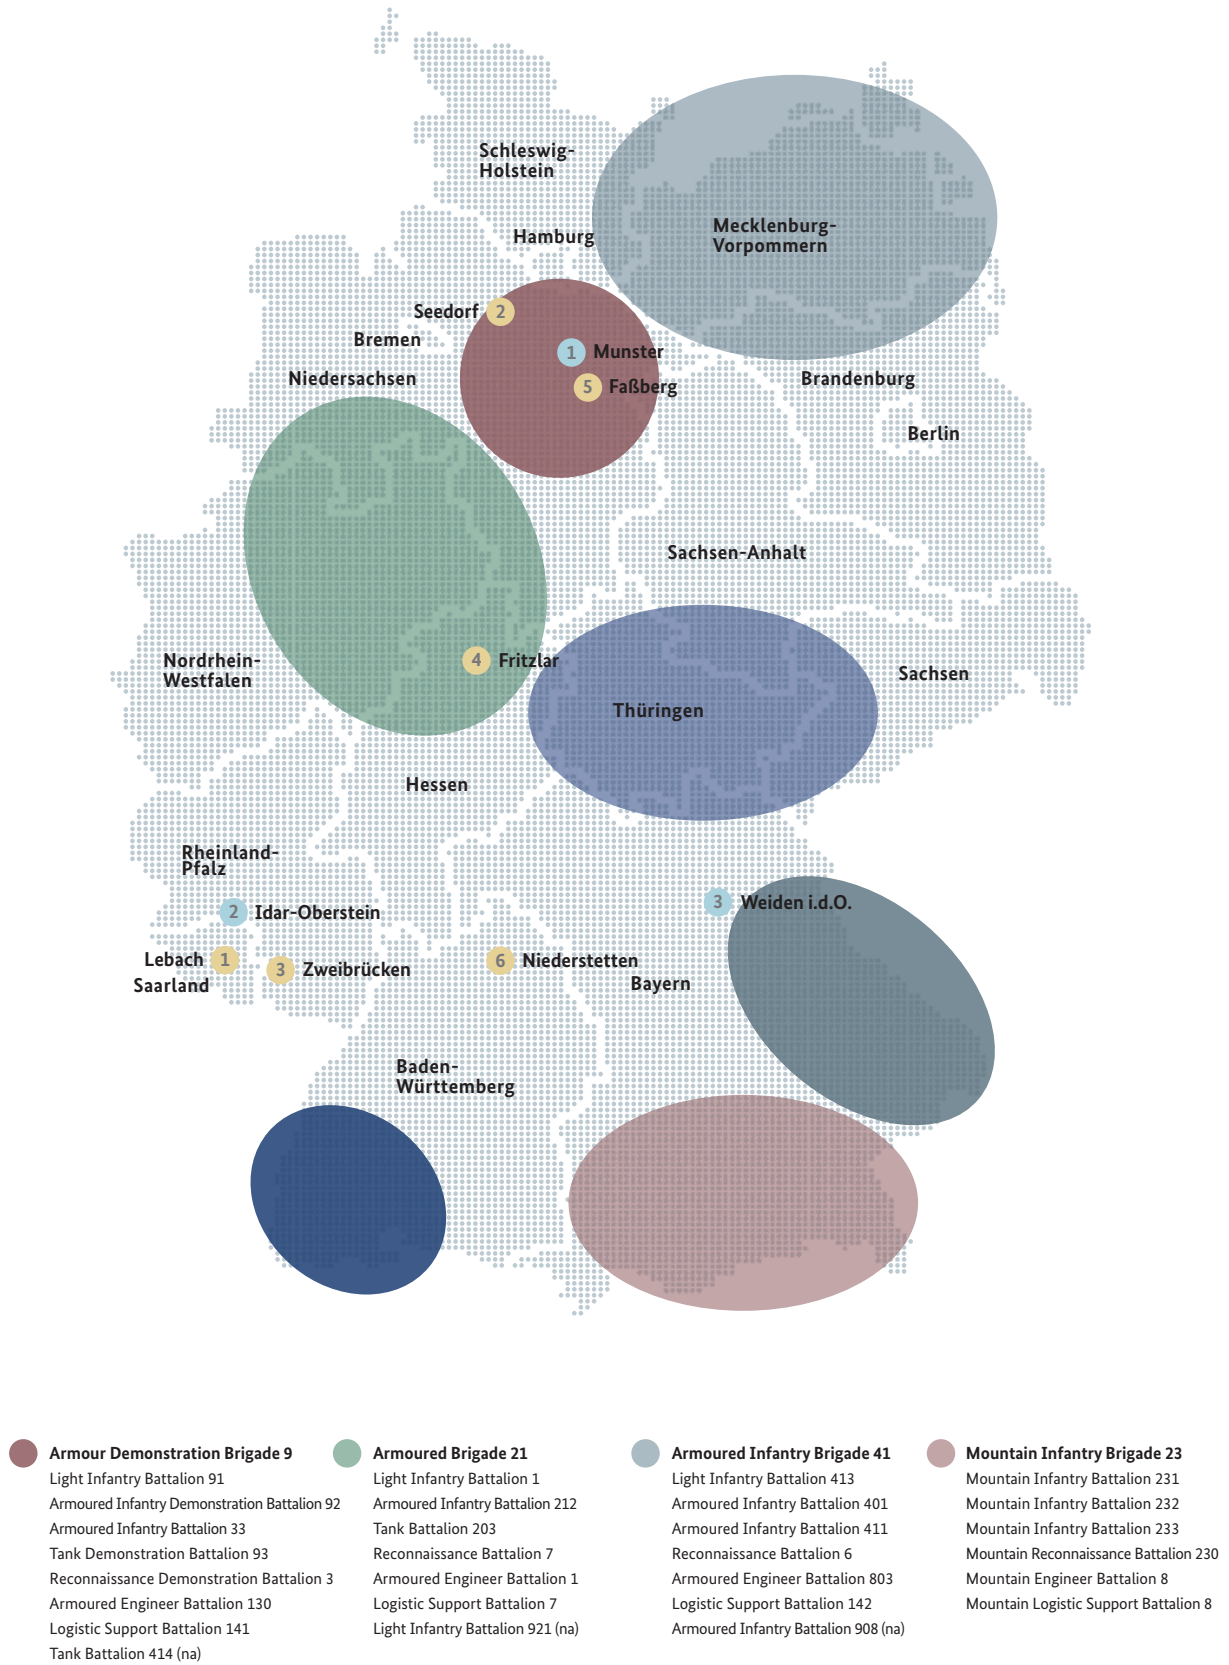 Schleswig-
Holstein
Hamburg
Mecklenburg-
Vorpommern
Seedorf 2
Bremen
1 Munster
Niedersachsen
5 Faßberg
Brandenburg
Berlin
Sachsen-Anhalt
Nordrhein-
Westfalen
4 Fritzlar
Sachsen
Thüringen
Hessen
Rheinland-
Pfalz
2 Idar-Oberstein
3 Weiden i.d.O.
Lebach 1
3 Zweibrücken
6 Niederstetten
Saarland
Bayern
Baden-
Württemberg
Armour Demonstration Brigade 9
Light Infantry Battalion 91
Armoured Infantry Demonstration Battalion 92
Armoured Infantry Battalion 33
Tank Demonstration Battalion 93
Reconnaissance Demonstration Battalion 3
Armoured Engineer Battalion 130
Logistic Support Battalion 141
Tank Battalion 414 (na)
Armoured Brigade 21
Light Infantry Battalion 1
Armoured Infantry Battalion 212
Tank Battalion 203
Reconnaissance Battalion 7
Armoured Engineer Battalion 1
Logistic Support Battalion 7
Light Infantry Battalion 921 (na)
Armoured Infantry Brigade 41
Light Infantry Battalion 413
Armoured Infantry Battalion 401
Armoured Infantry Battalion 411
Reconnaissance Battalion 6
Armoured Engineer Battalion 803
Logistic Support Battalion 142
Armoured Infantry Battalion 908 (na)
Mountain Infantry Brigade 23
Mountain Infantry Battalion 231
Mountain Infantry Battalion 232
Mountain Infantry Battalion 233
Mountain Reconnaissance Battalion 230
Mountain Engineer Battalion 8
Mountain Logistic Support Battalion 8